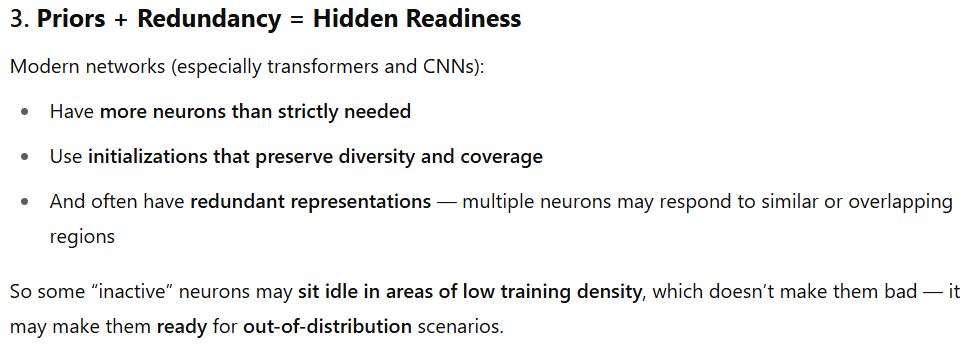 3. Priors + Redundancy = Hidden Readiness
Modern networks (especially transformers and CNNs):
• Have more neurons than strictly needed
• Use initializations that preserve diversity and coverage
• And often have redundant representations — multiple neurons may respond to similar or overlapping
regions
So some “inactive” neurons may sit idle in areas of low training density, which doesn’t make them bad — it
may make them ready for out-of-distribution scenarios.